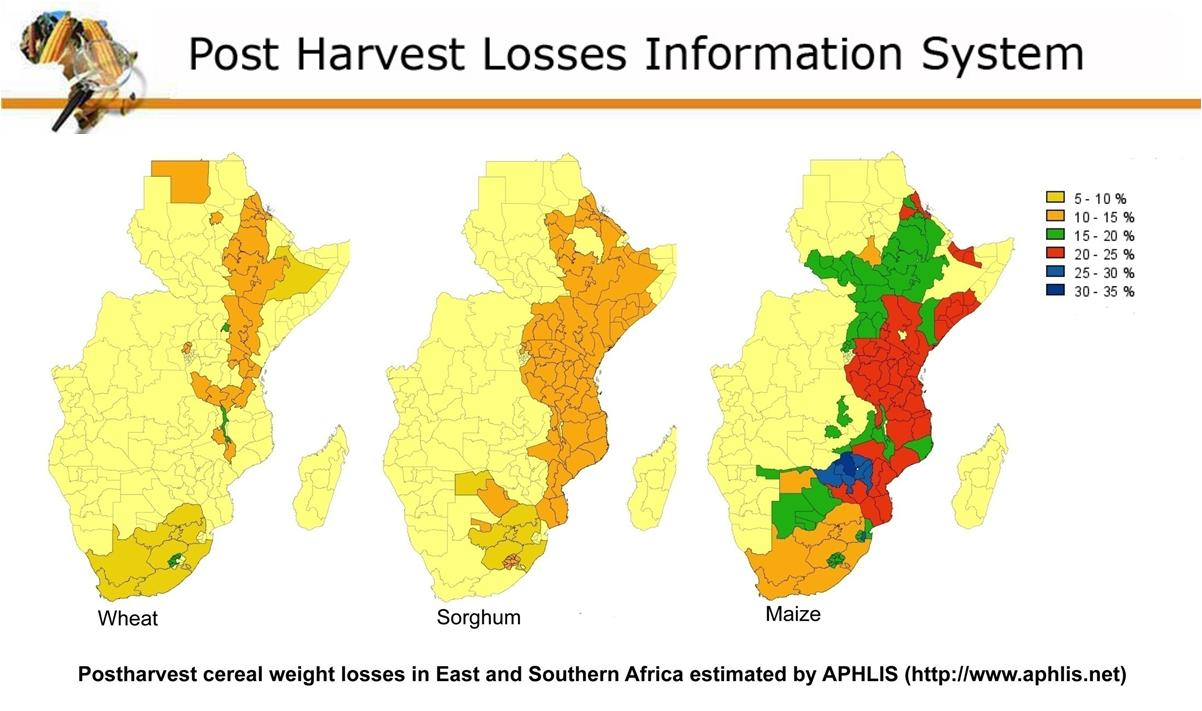 Post Harvest Losses Information System
5 - 10 %
10 - 15 %
15 - 20 %
20 - 25 %
25 - 30 %
30 - 35 %
Wheat
Sorghum
Maize
Postharvest cereal weight losses in East and Southern Africa estimated by APHLIS (http://www.aphlis.net)